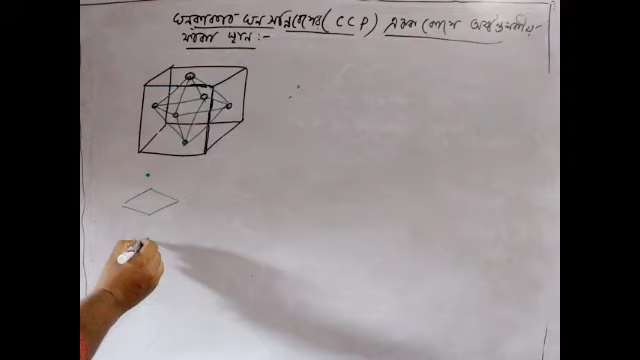 ঘনকাকার ঘন সন্নিবেশের (CCP) একক কোশে অষ্টতলকীয়
ফাঁকা স্থান :-